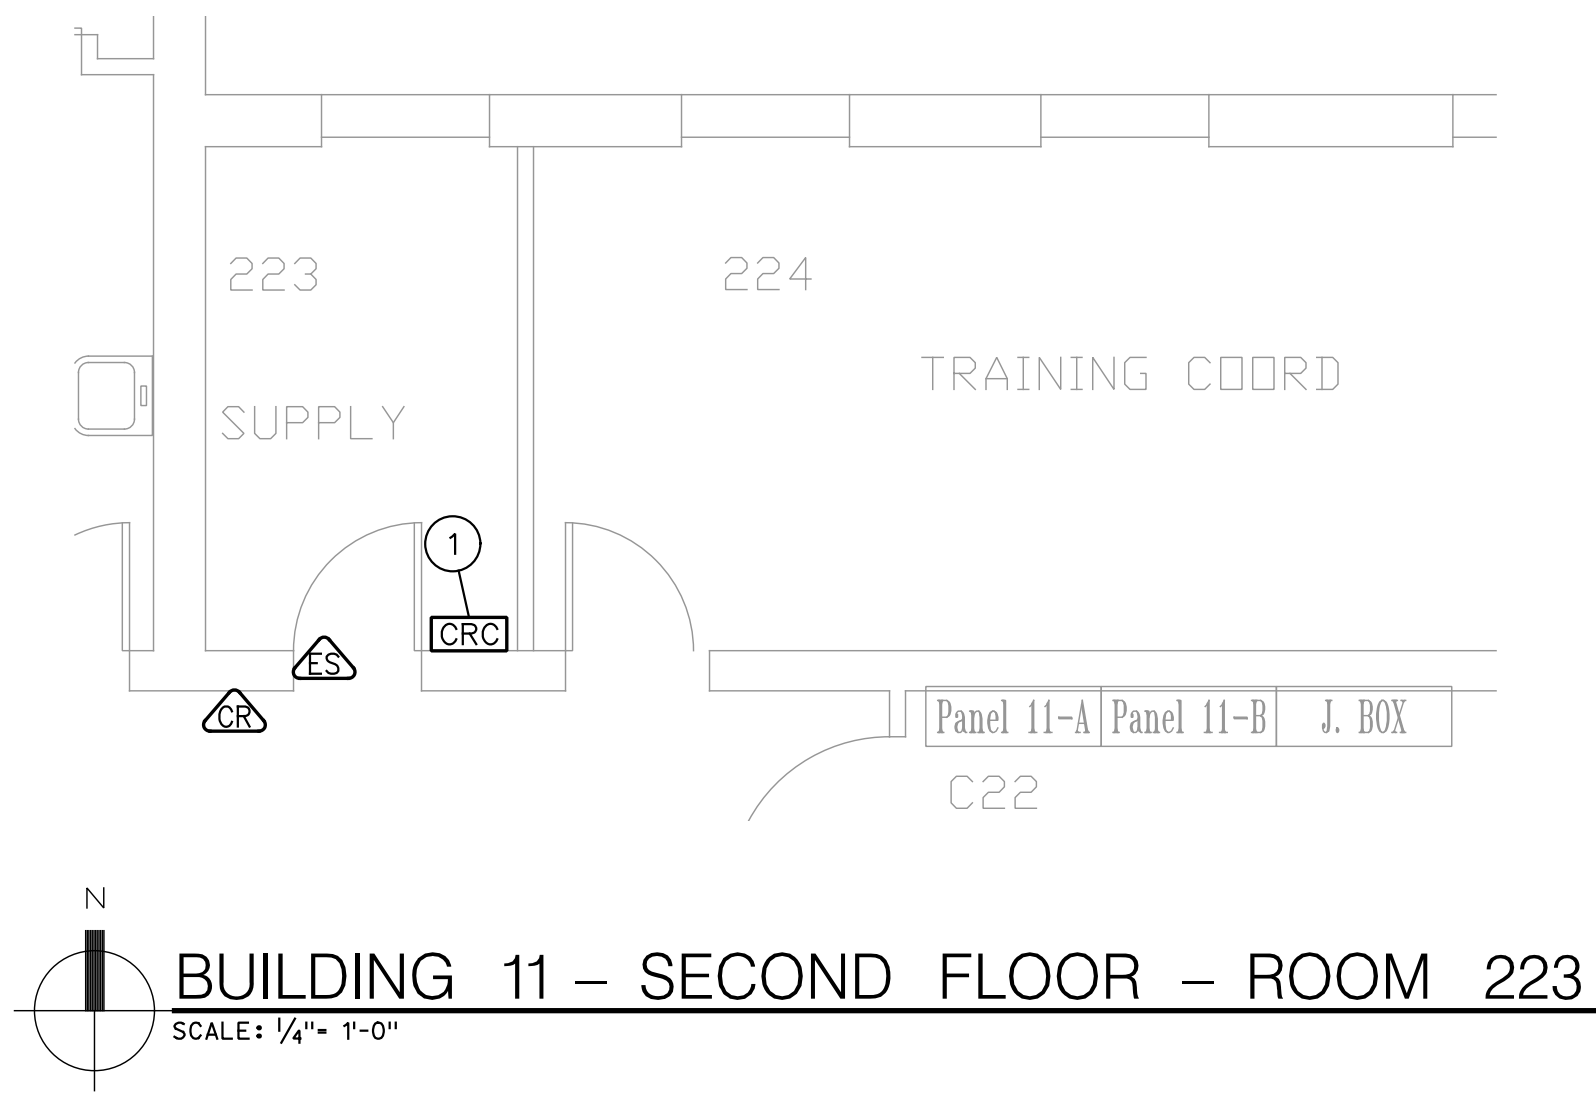 223
224
TRAINING COORD
SUPPLY
1
CRC
ES
CR
Panel 11-A
Panel 11-B
J. BOX
C22
N
BUILDING 11 – SECOND FLOOR – ROOM 223
SCALE: 1/4"= 1'-0"